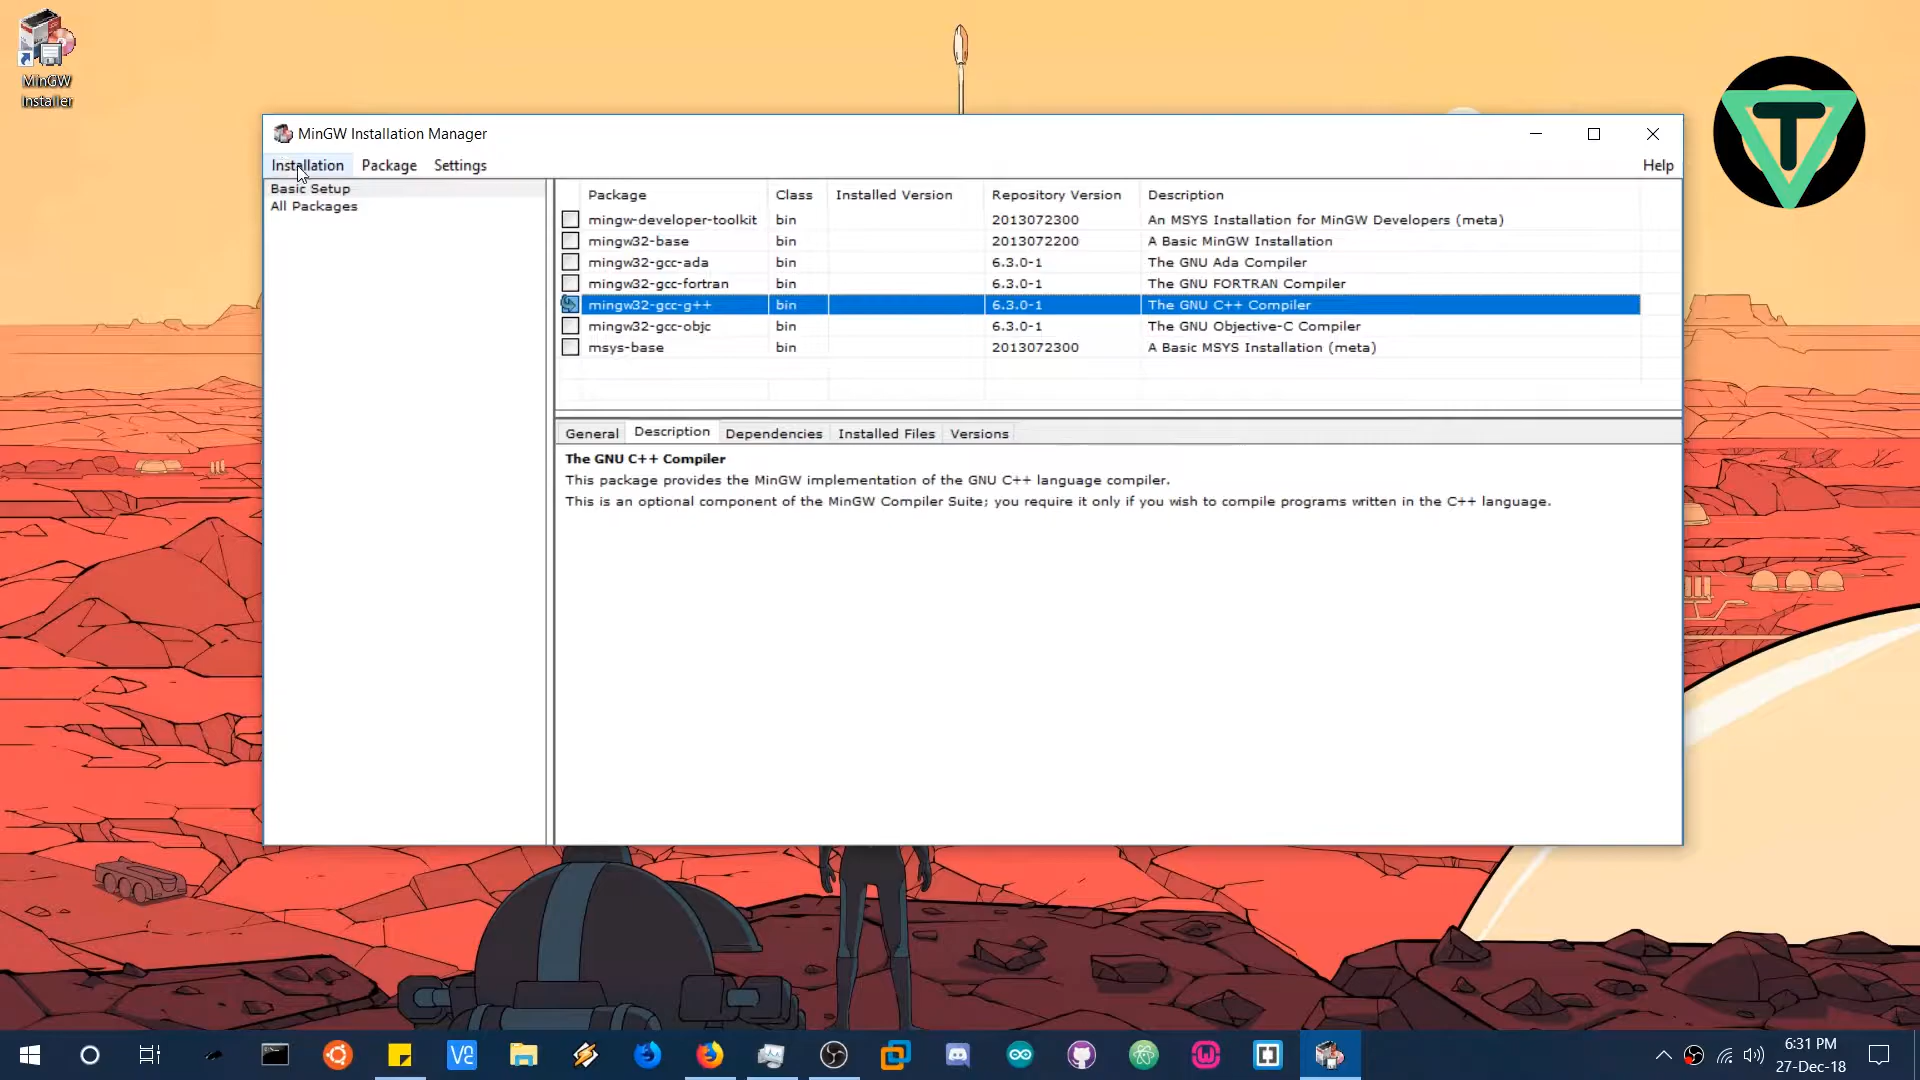 MinGW
Installer
MinGW Installation Manager
Installation Package Settings Help
Basic Setup
All Packages
Package Class Installed Version Repository Version Description
mingw-developer-toolkit bin 2013072300 An MSYS Installation for MinGW Developers (meta)
mingw32-base bin 2013072200 A Basic MinGW Installation
mingw32-gcc-ada bin 6.3.0-1 The GNU Ada Compiler
mingw32-gcc-fortran bin 6.3.0-1 The GNU FORTRAN Compiler
mingw32-gcc-g++ bin 6.3.0-1 The GNU C++ Compiler
mingw32-gcc-objc bin 6.3.0-1 The GNU Objective-C Compiler
msys-base bin 2013072300 A Basic MSYS Installation (meta)
General Description Dependencies Installed Files Versions
The GNU C++ Compiler
This package provides the MinGW implementation of the GNU C++ language compiler.
This is an optional component of the MinGW Compiler Suite; you require it only if you wish to compile programs written in the C++ language.
T
6:31 PM
27-Dec-18